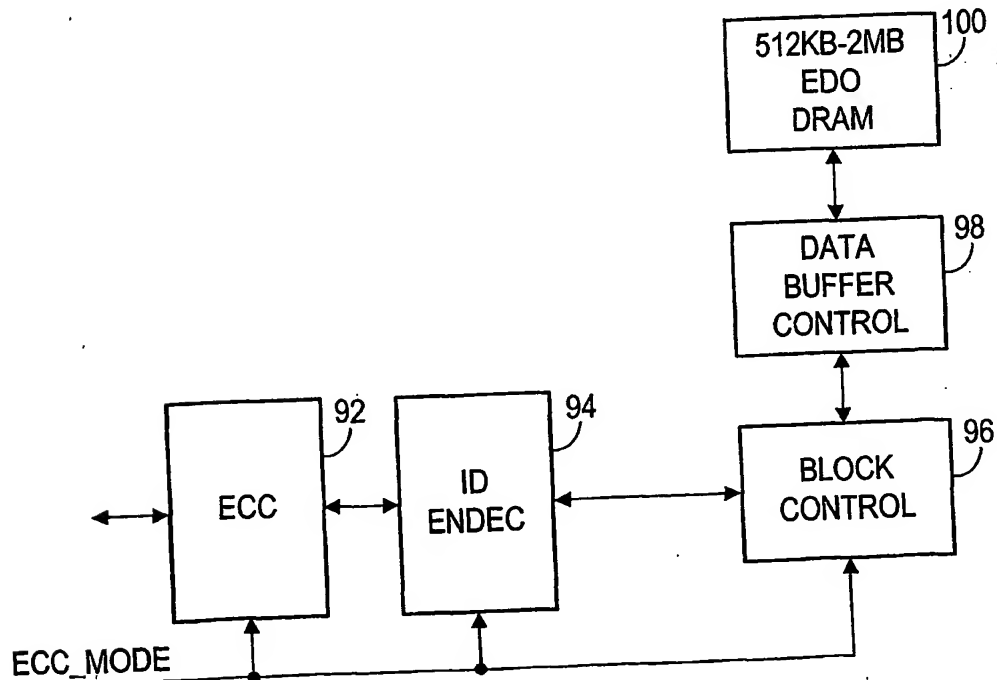 100
512KB-2MB
EDO
DRAM
98
DATA
BUFFER
CONTROL
92
ECC
94
ID
ENDEC
96
BLOCK
CONTROL
ECC_MODE